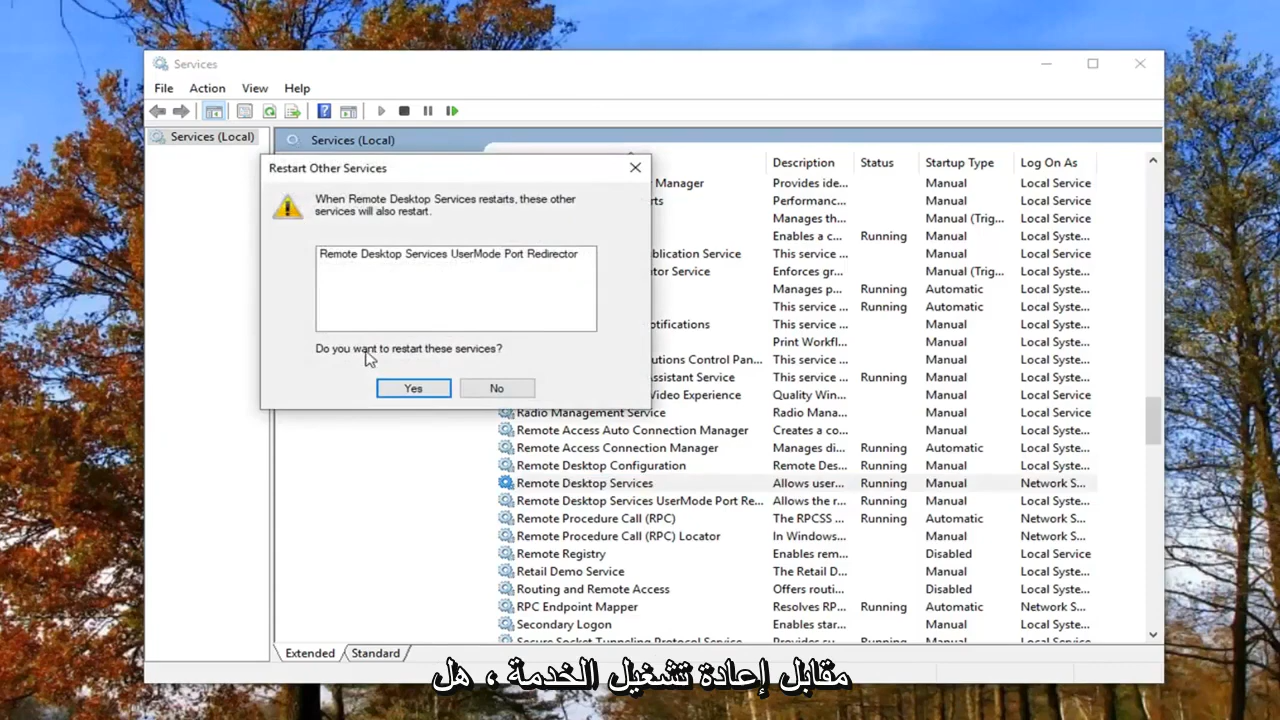 Services
File Action View Help
Services (Local)
Services (Local)
Restart Other Services
When Remote Desktop Services restarts, these other
services will also restart.
Remote Desktop Services UserMode Port Redirector
Do you want to restart these services?
Yes No
Description Status Startup Type Log On As
Manager Provides ide... Manual Local Service
Performanc... Manual Local Service
Manages th... Manual (Trig... Local Service
Enables a c... Running Manual Local Syste...
Service This service ... Manual Local Service
Service Enforces gr... Manual (Trig... Local Syste...
Manages p... Running Automatic Local Syste...
This service ... Running Automatic Local Syste...
This service ... Manual Local Syste...
Print Workfl... Manual Local Syste...
Control Pan... This service ... Manual Local Syste...
Assistant Service This service ... Running Manual Local Syste...
Video Experience Quality Win... Manual Local Service
Radio Management Service Radio Mana... Manual Local Service
Remote Access Auto Connection Manager Creates a co... Manual Local Syste...
Remote Access Connection Manager Manages di... Running Automatic Local Syste...
Remote Desktop Configuration Remote Des... Running Manual Local Syste...
Remote Desktop Services Allows user... Running Manual Network S...
Remote Desktop Services UserMode Port Re... Allows the r... Running Manual Local Syste...
Remote Procedure Call (RPC) The RPCSS ... Running Automatic Network S...
Remote Procedure Call (RPC) Locator In Windows... Manual Network S...
Remote Registry Enables rem... Disabled Local Service
Retail Demo Service The Retail D... Manual Local Syste...
Routing and Remote Access Offers routi... Disabled Local Syste...
RPC Endpoint Mapper Resolves RP... Running Automatic Network S...
Secondary Logon Enables star... Manual Local Syste...
Secure Socket Tunneling Protocol Service Provides su... Running Manual Local Service
Extended Standard
مقابل إعادة تشغيل الخدمة ، هل